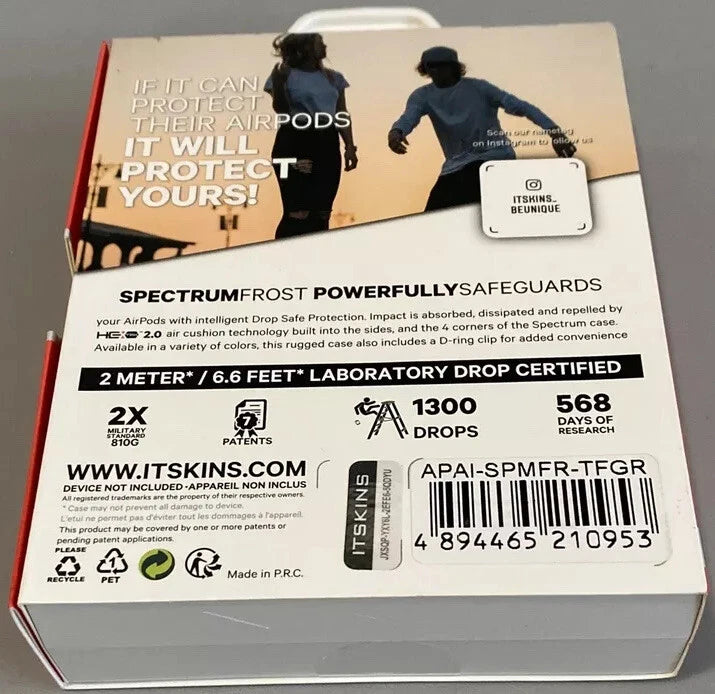 IF IT CAN
PROTECT
THEIR AIRPODS
IT WILL
PROTECT
YOURS!
Scan our nametag
on Instagram to follow us
ITSKINS_
BEUNIQUE
SPECTRUMFROST POWERFULLYSAFEGUARDS
your AirPods with intelligent Drop Safe Protection. Impact is absorbed, dissipated and repelled by
2.0 air cushion technology built into the sides, and the 4 corners of the Spectrum case.
Available in a variety of colors, this rugged case also includes a D-ring clip for added convenience
2 METER* / 6.6 FEET* LABORATORY DROP CERTIFIED
2X
MILITARY
STANDARD
810G
7
PATENTS
1300
DROPS
568
DAYS OF
RESEARCH
WWW.ITSKINS.COM
DEVICE NOT INCLUDED · APPAREIL NON INCLUS
All registered trademarks are the property of their respective owners.
* Case may not prevent all damage to device.
L'etui ne permet pas d'éviter tout les dommages à l'appareil.
This product may be covered by one or more patents or
pending patent applications.
PLEASE
RECYCLE
1
PET
Made in P.R.C.
ITSKINS
APAI-SPMFR-TFGR
4 894465 210953